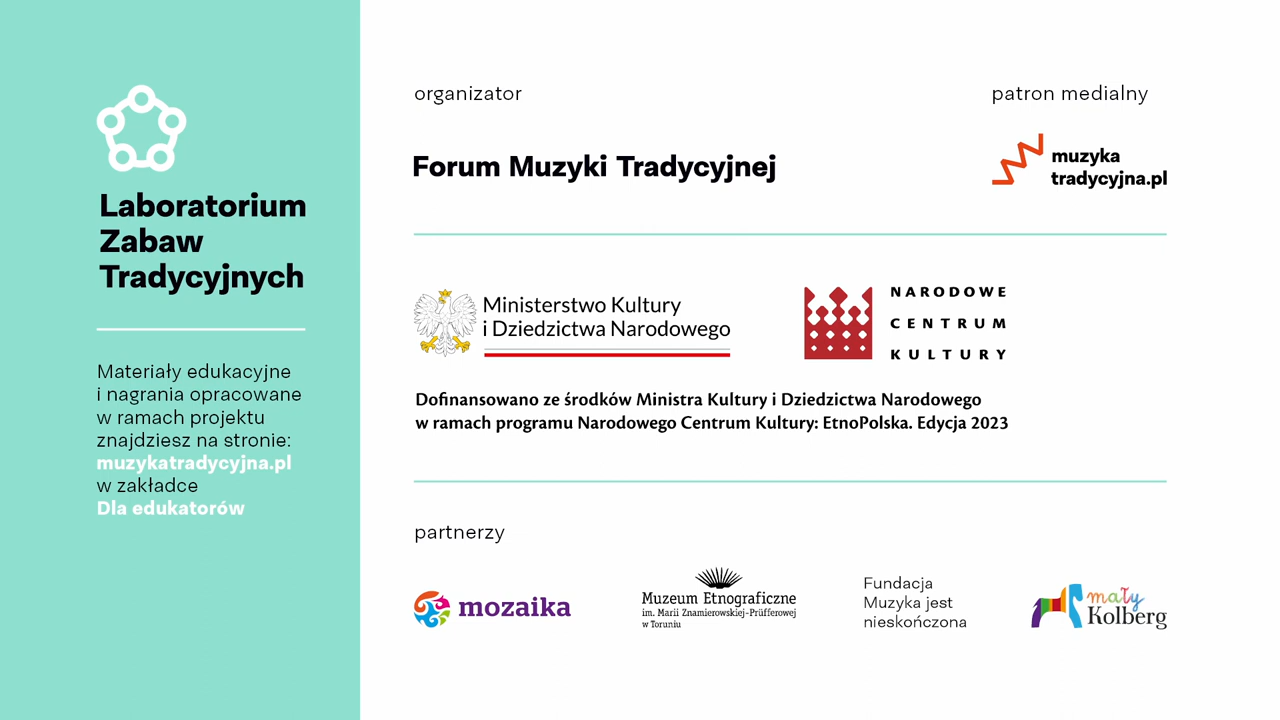 Laboratorium
Zabaw
Tradycyjnych
Materiały edukacyjne
i nagrania opracowane
w ramach projektu
znajdziesz na stronie:
muzykatradycyjna.pl
w zakładce
Dla edukatorów
organizator
Forum Muzyki Tradycyjnej
patron medialny
muzyka
tradycyjna.pl
Ministerstwo Kultury
i Dziedzictwa Narodowego
NARODOWE
CENTRUM
KULTURY
Dofinansowano ze środków Ministra Kultury i Dziedzictwa Narodowego
w ramach programu Narodowego Centrum Kultury: EtnoPolska. Edycja 2023
partnerzy
mozaika
Muzeum Etnograficzne
im. Marii Znamierowskiej-Prüfferowej
w Toruniu
Fundacja
Muzyka jest
nieskończona
mały
Kolberg